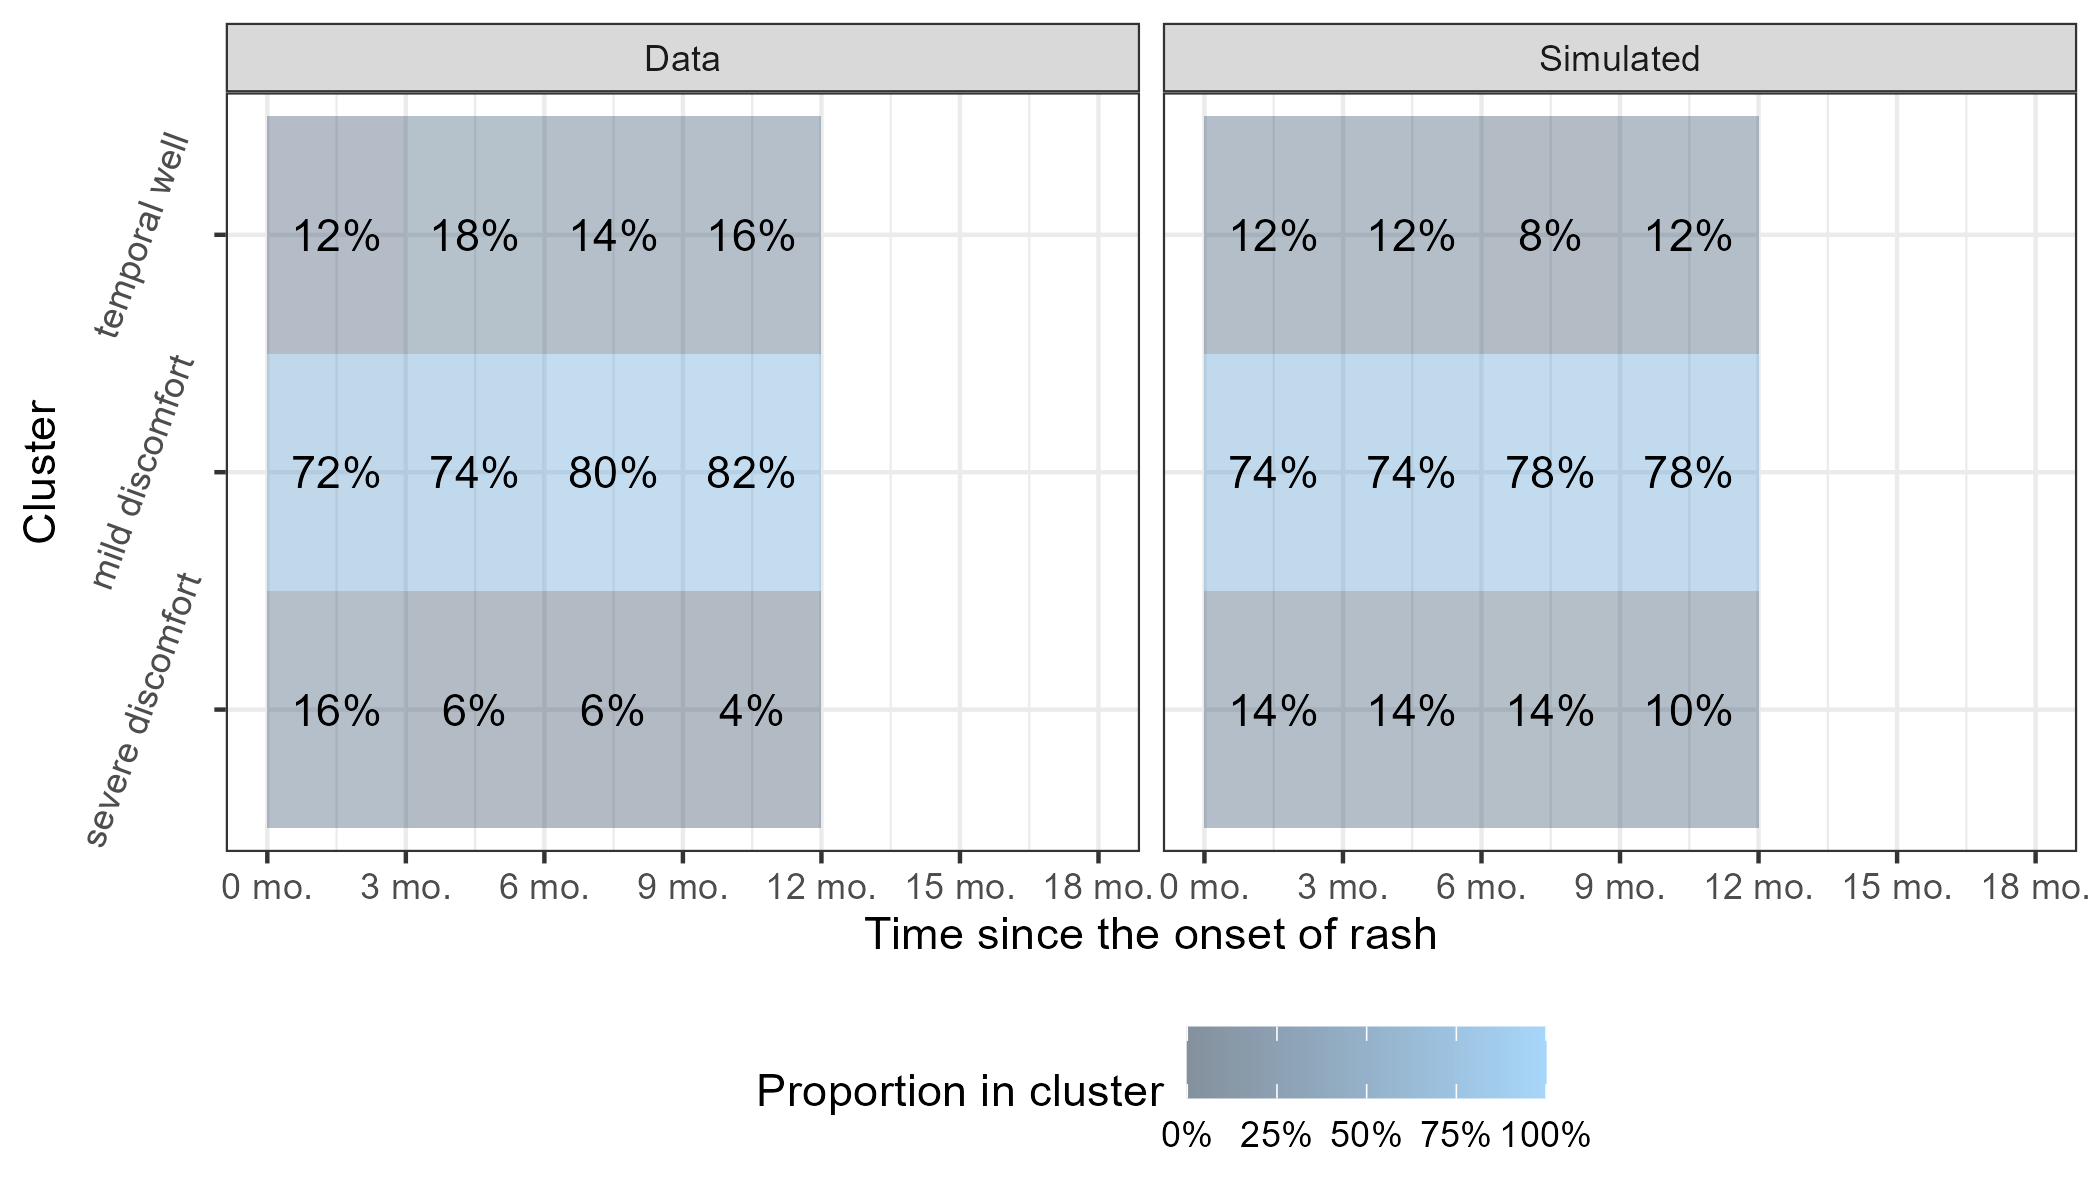 Data
Simulated
Cluster
temporal well
12% 18% 14% 16%
12% 12% 8% 12%
mild discomfort
72% 74% 80% 82%
74% 74% 78% 78%
severe discomfort
16% 6% 6% 4%
14% 14% 14% 10%
0 mo. 3 mo. 6 mo. 9 mo. 12 mo. 15 mo. 18 mo.
0 mo. 3 mo. 6 mo. 9 mo. 12 mo. 15 mo. 18 mo.
Time since the onset of rash
Proportion in cluster
0% 25% 50% 75% 100%